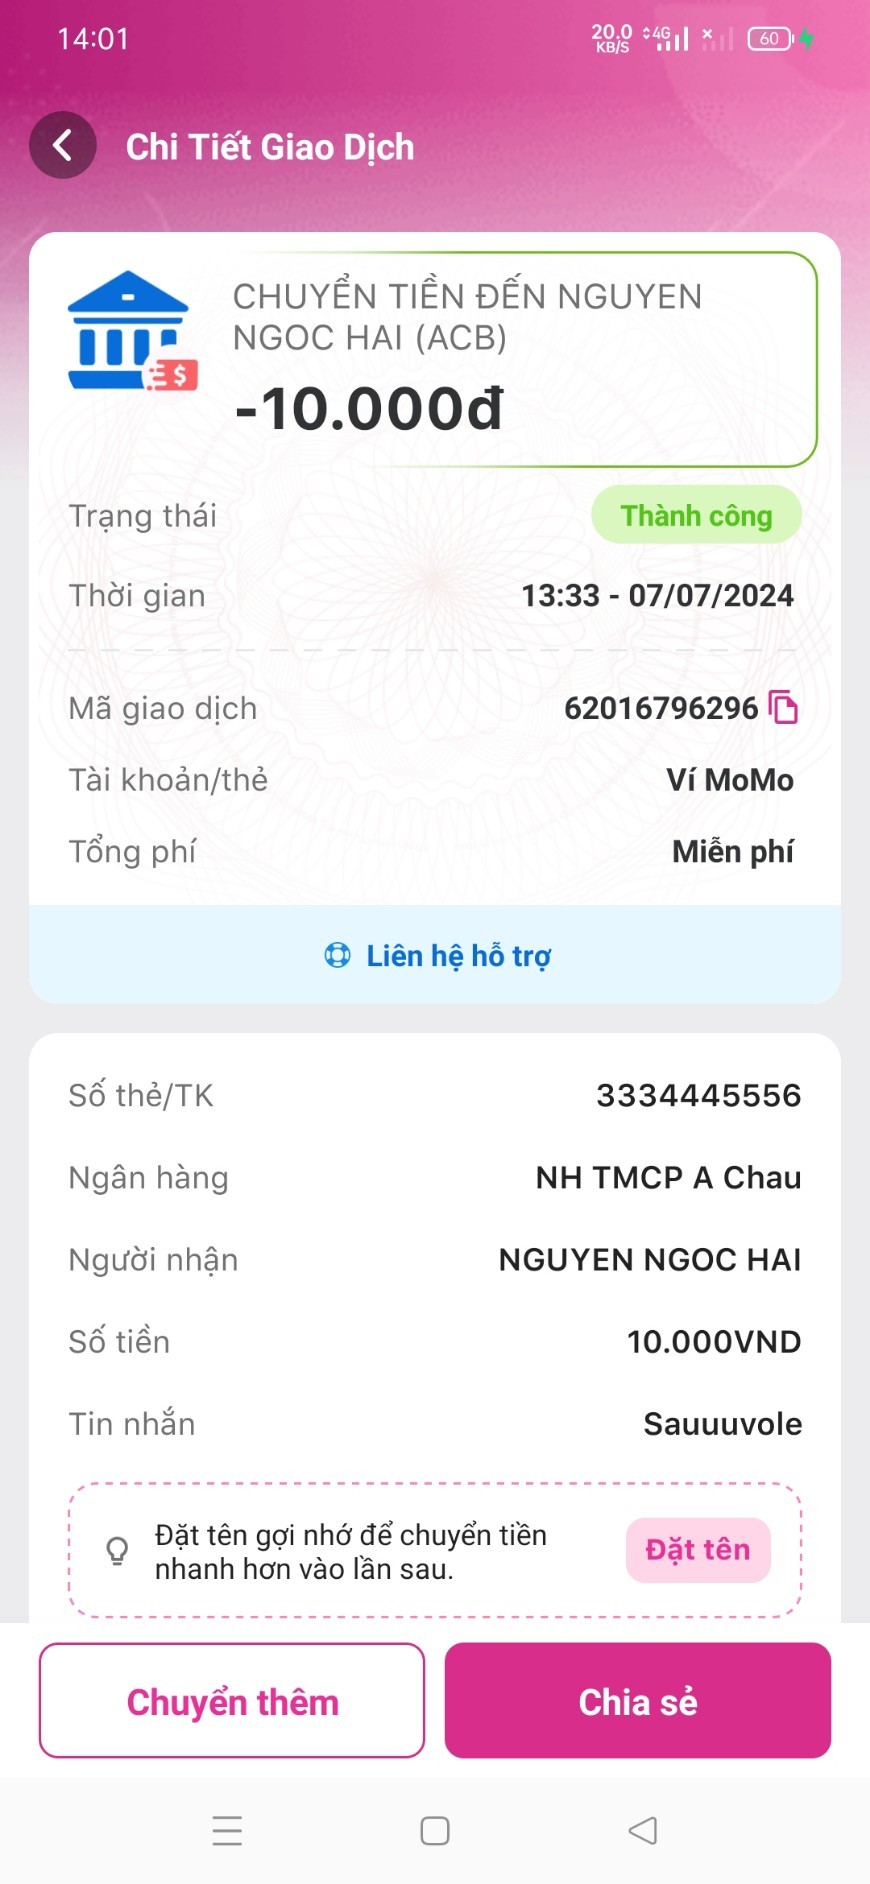 14:01
20.0
KB/S
4G
60
Chi Tiết Giao Dịch
CHUYỂN TIỀN ĐẾN NGUYEN
NGOC HAI (ACB)
-10.000đ
Trạng thái
Thành công
Thời gian
13:33 - 07/07/2024
Mã giao dịch
62016796296
Tài khoản/thẻ
Ví MoMo
Tổng phí
Miễn phí
Liên hệ hỗ trợ
Số thẻ/TK
3334445556
Ngân hàng
NH TMCP A Chau
Người nhận
NGUYEN NGOC HAI
Số tiền
10.000VND
Tin nhắn
Sauuuvole
Đặt tên gợi nhớ để chuyển tiền
nhanh hơn vào lần sau.
Đặt tên
Chuyển thêm
Chia sẻ